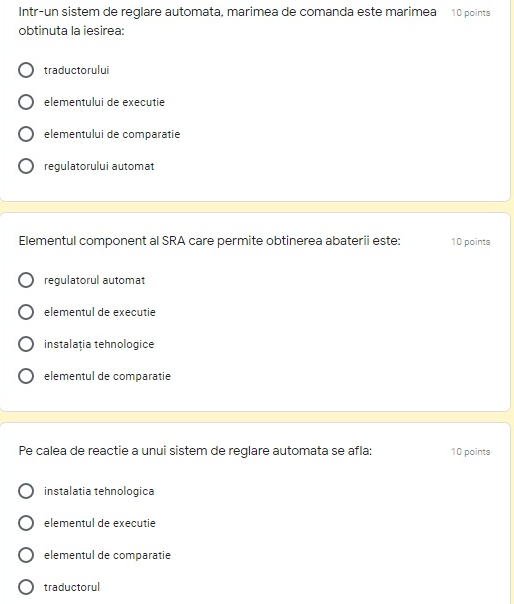 Intr-un sistem de reglare automata, marimea de comanda este marimea 10 points
obtinuta la iesirea:
traductorului
elementului de executie
elementului de comparatie
regulatorului automat
Elementul component al SRA care permite obtinerea abaterii este: 10 points
regulatorul automat
elementul de executie
instalația tehnologice
elementul de comparatie
Pe calea de reactie a unui sistem de reglare automata se afla: 10 points
instalatia tehnologica
elementul de executie
elementul de comparatie
traductorul